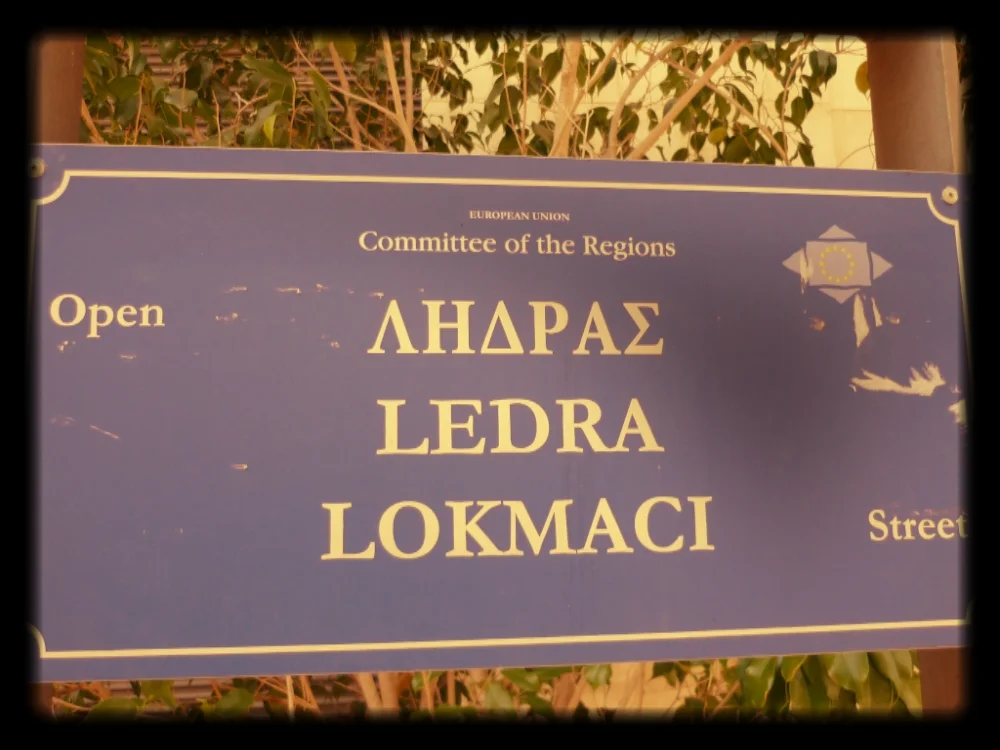 EUROPEAN UNION
Committee of the Regions
Open
ΛΗΔΡΑΣ
LEDRA
LOKMACI
Street